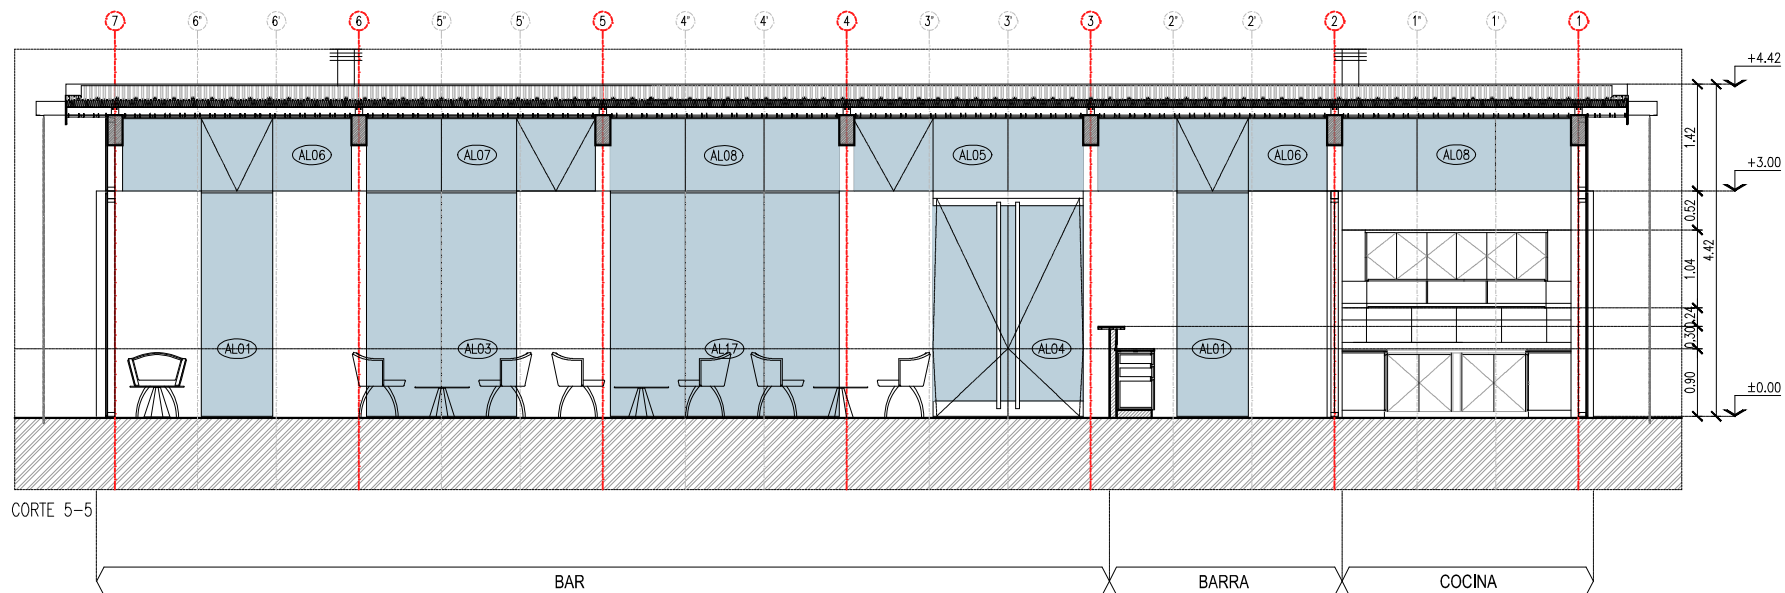 7 6" 6' 6 5" 5' 5 4" 4' 4 3" 3' 3 2" 2' 2 1" 1' 1
+4.42
AL06 AL07 AL08 AL05 AL06 AL08
1.42
+3.00
0.52
1.04
4.42
0.24
0.30
AL01 AL03 AL17 AL04 AL01
0.90
±0.00
CORTE 5-5
BAR BARRA COCINA